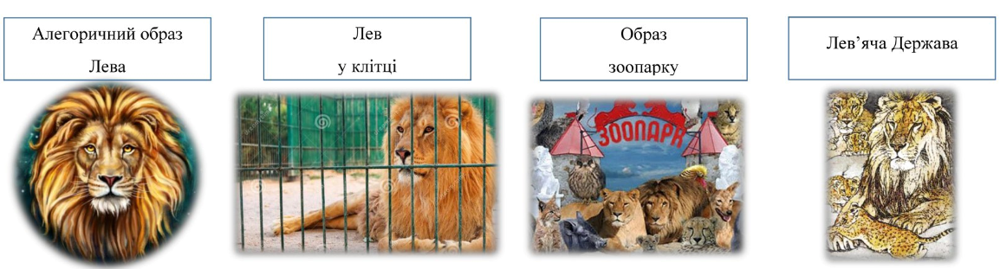 Алегоричний образ
Лева
Лев
у клітці
Образ
зоопарку
Лев’яча Держава
ЗООПАРК